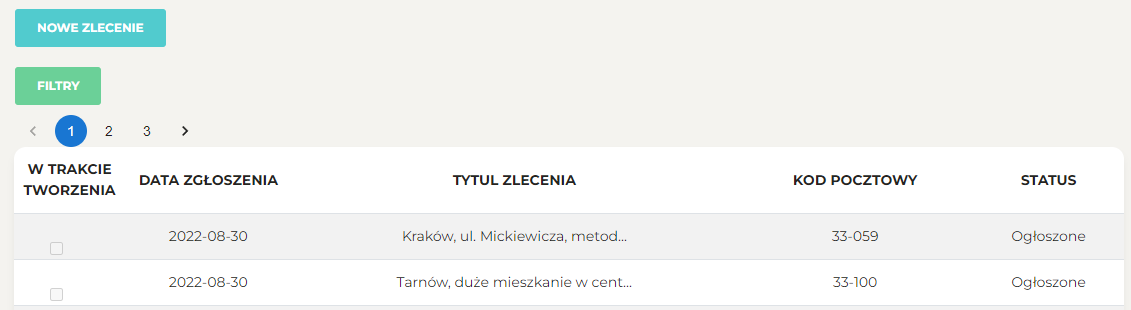 NOWE ZLECENIE
FILTRY
1 2 3
W TRAKCIE TWORZENIA DATA ZGŁOSZENIA TYTUL ZLECENIA KOD POCZTOWY STATUS
2022-08-30 Kraków, ul. Mickiewicza, metod... 33-059 Ogłoszone
2022-08-30 Tarnów, duże mieszkanie w cent... 33-100 Ogłoszone